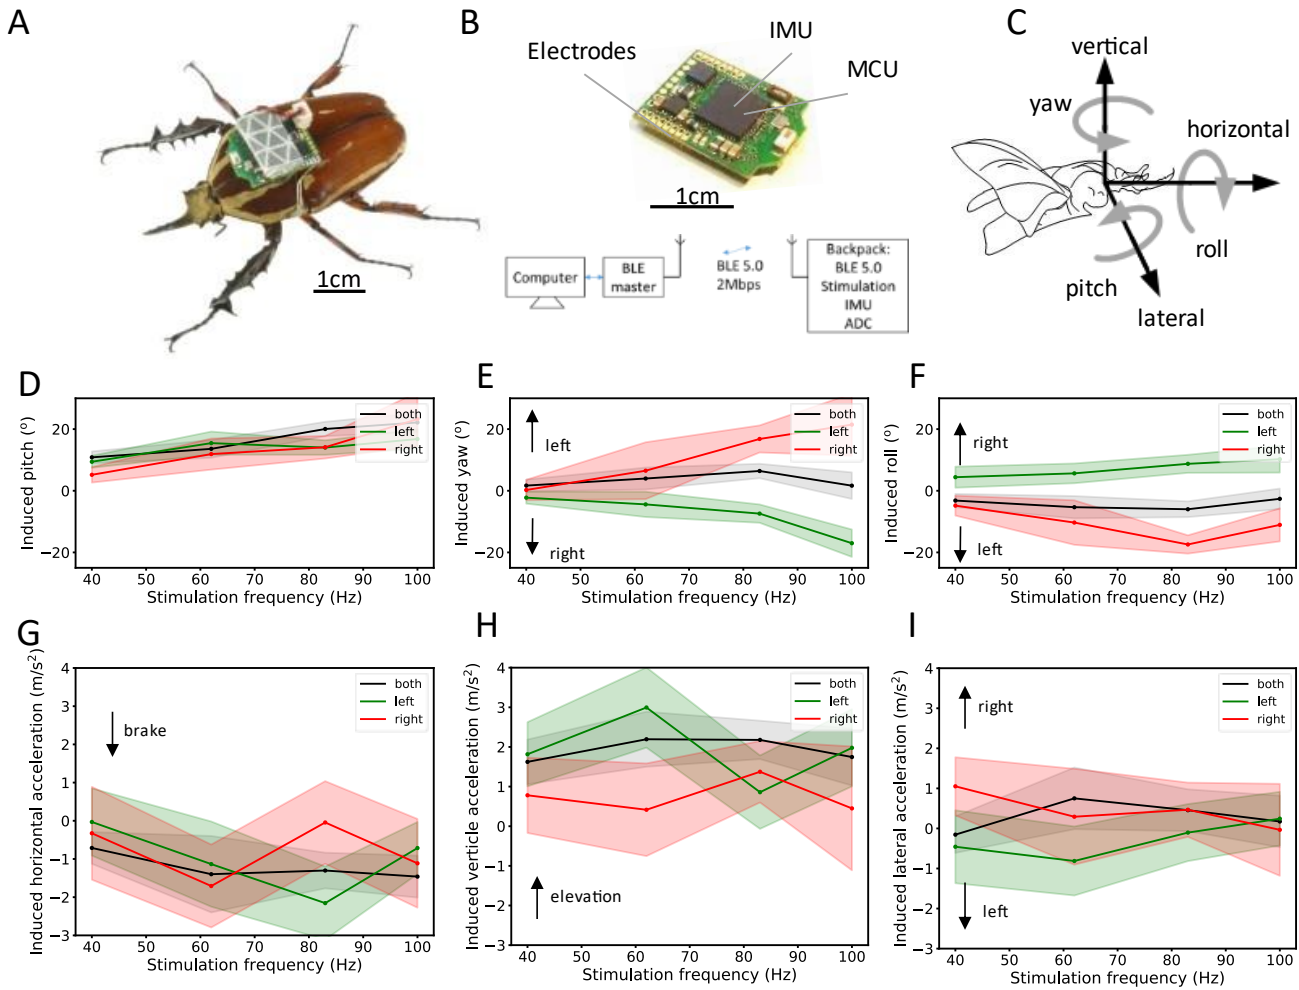 A
1cm
B
Electrodes
IMU
MCU
1cm
Computer
BLE
master
BLE 5.0
2Mbps
Backpack:
BLE 5.0
Stimulation
IMU
ADC
C
vertical
yaw
horizontal
roll
pitch
lateral
D
Induced pitch (°)
20
0
−20
both
left
right
40 50 60 70 80 90 100
Stimulation frequency (Hz)
E
Induced yaw (°)
20
0
−20
left
right
both
left
right
40 50 60 70 80 90 100
Stimulation frequency (Hz)
F
Induced roll (°)
20
0
−20
right
left
both
left
right
40 50 60 70 80 90 100
Stimulation frequency (Hz)
G
Induced horizontal acceleration (m/s²)
4
3
2
1
0
−1
−2
−3
brake
both
left
right
40 50 60 70 80 90 100
Stimulation frequency (Hz)
H
Induced verticle acceleration (m/s²)
4
3
2
1
0
−1
−2
−3
elevation
both
left
right
40 50 60 70 80 90 100
Stimulation frequency (Hz)
I
Induced lateral acceleration (m/s²)
4
3
2
1
0
−1
−2
−3
right
left
both
left
right
40 50 60 70 80 90 100
Stimulation frequency (Hz)